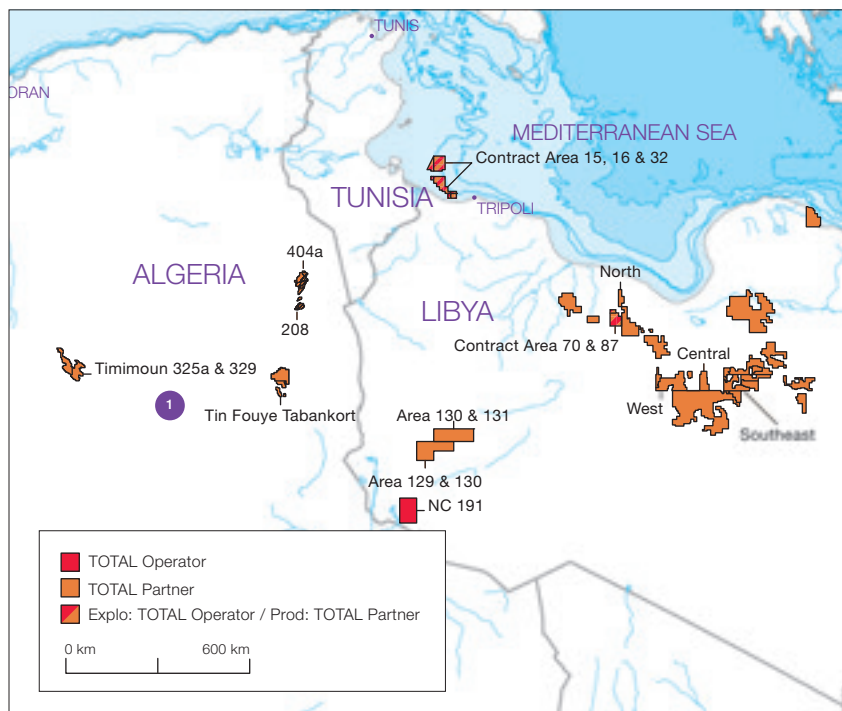 TUNIS
ORAN
MEDITERRANEAN SEA
Contract Area 15, 16 & 32
TUNISIA
TRIPOLI
404a
ALGERIA
North
LIBYA
208
Contract Area 70 & 87
Timimoun 325a & 329
Central
1
Tin Fouye Tabankort
West
Area 130 & 131
Southeast
Area 129 & 130
NC 191
TOTAL Operator
TOTAL Partner
Explo: TOTAL Operator / Prod: TOTAL Partner
0 km 600 km